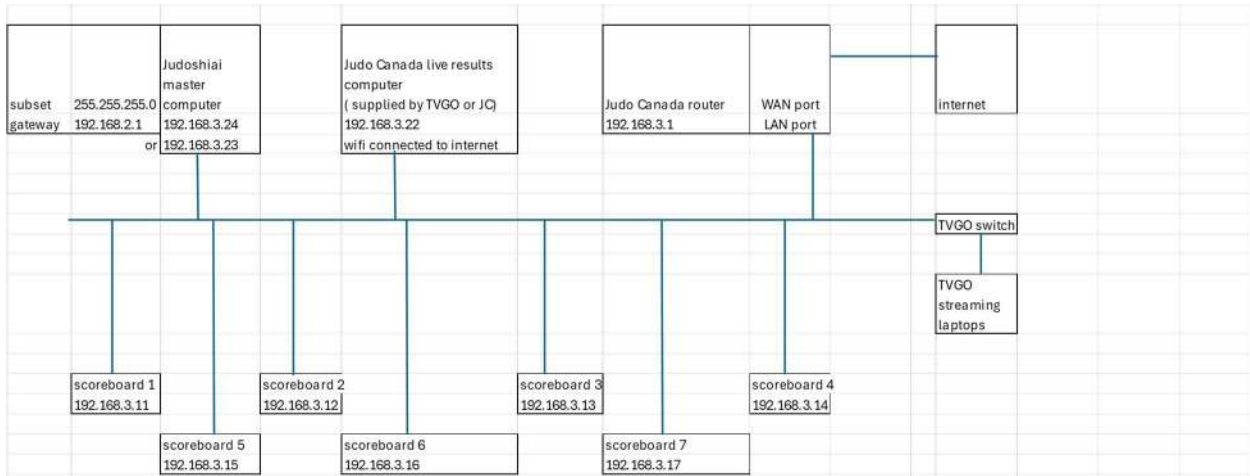 subset 255.255.255.0
gateway 192.168.2.1
or
Judoshiai
master
computer
192.168.3.24
192.168.3.23
Judo Canada live results
computer
( supplied by TVGO or JC)
192.168.3.22
wifi connected to internet
Judo Canada router
192.168.3.1
WAN port
LAN port
internet
TVGO switch
TVGO
streaming
laptops
scoreboard 1
192.168.3.11
scoreboard 2
192.168.3.12
scoreboard 3
192.168.3.13
scoreboard 4
192.168.3.14
scoreboard 5
192.168.3.15
scoreboard 6
192.168.3.16
scoreboard 7
192.168.3.17